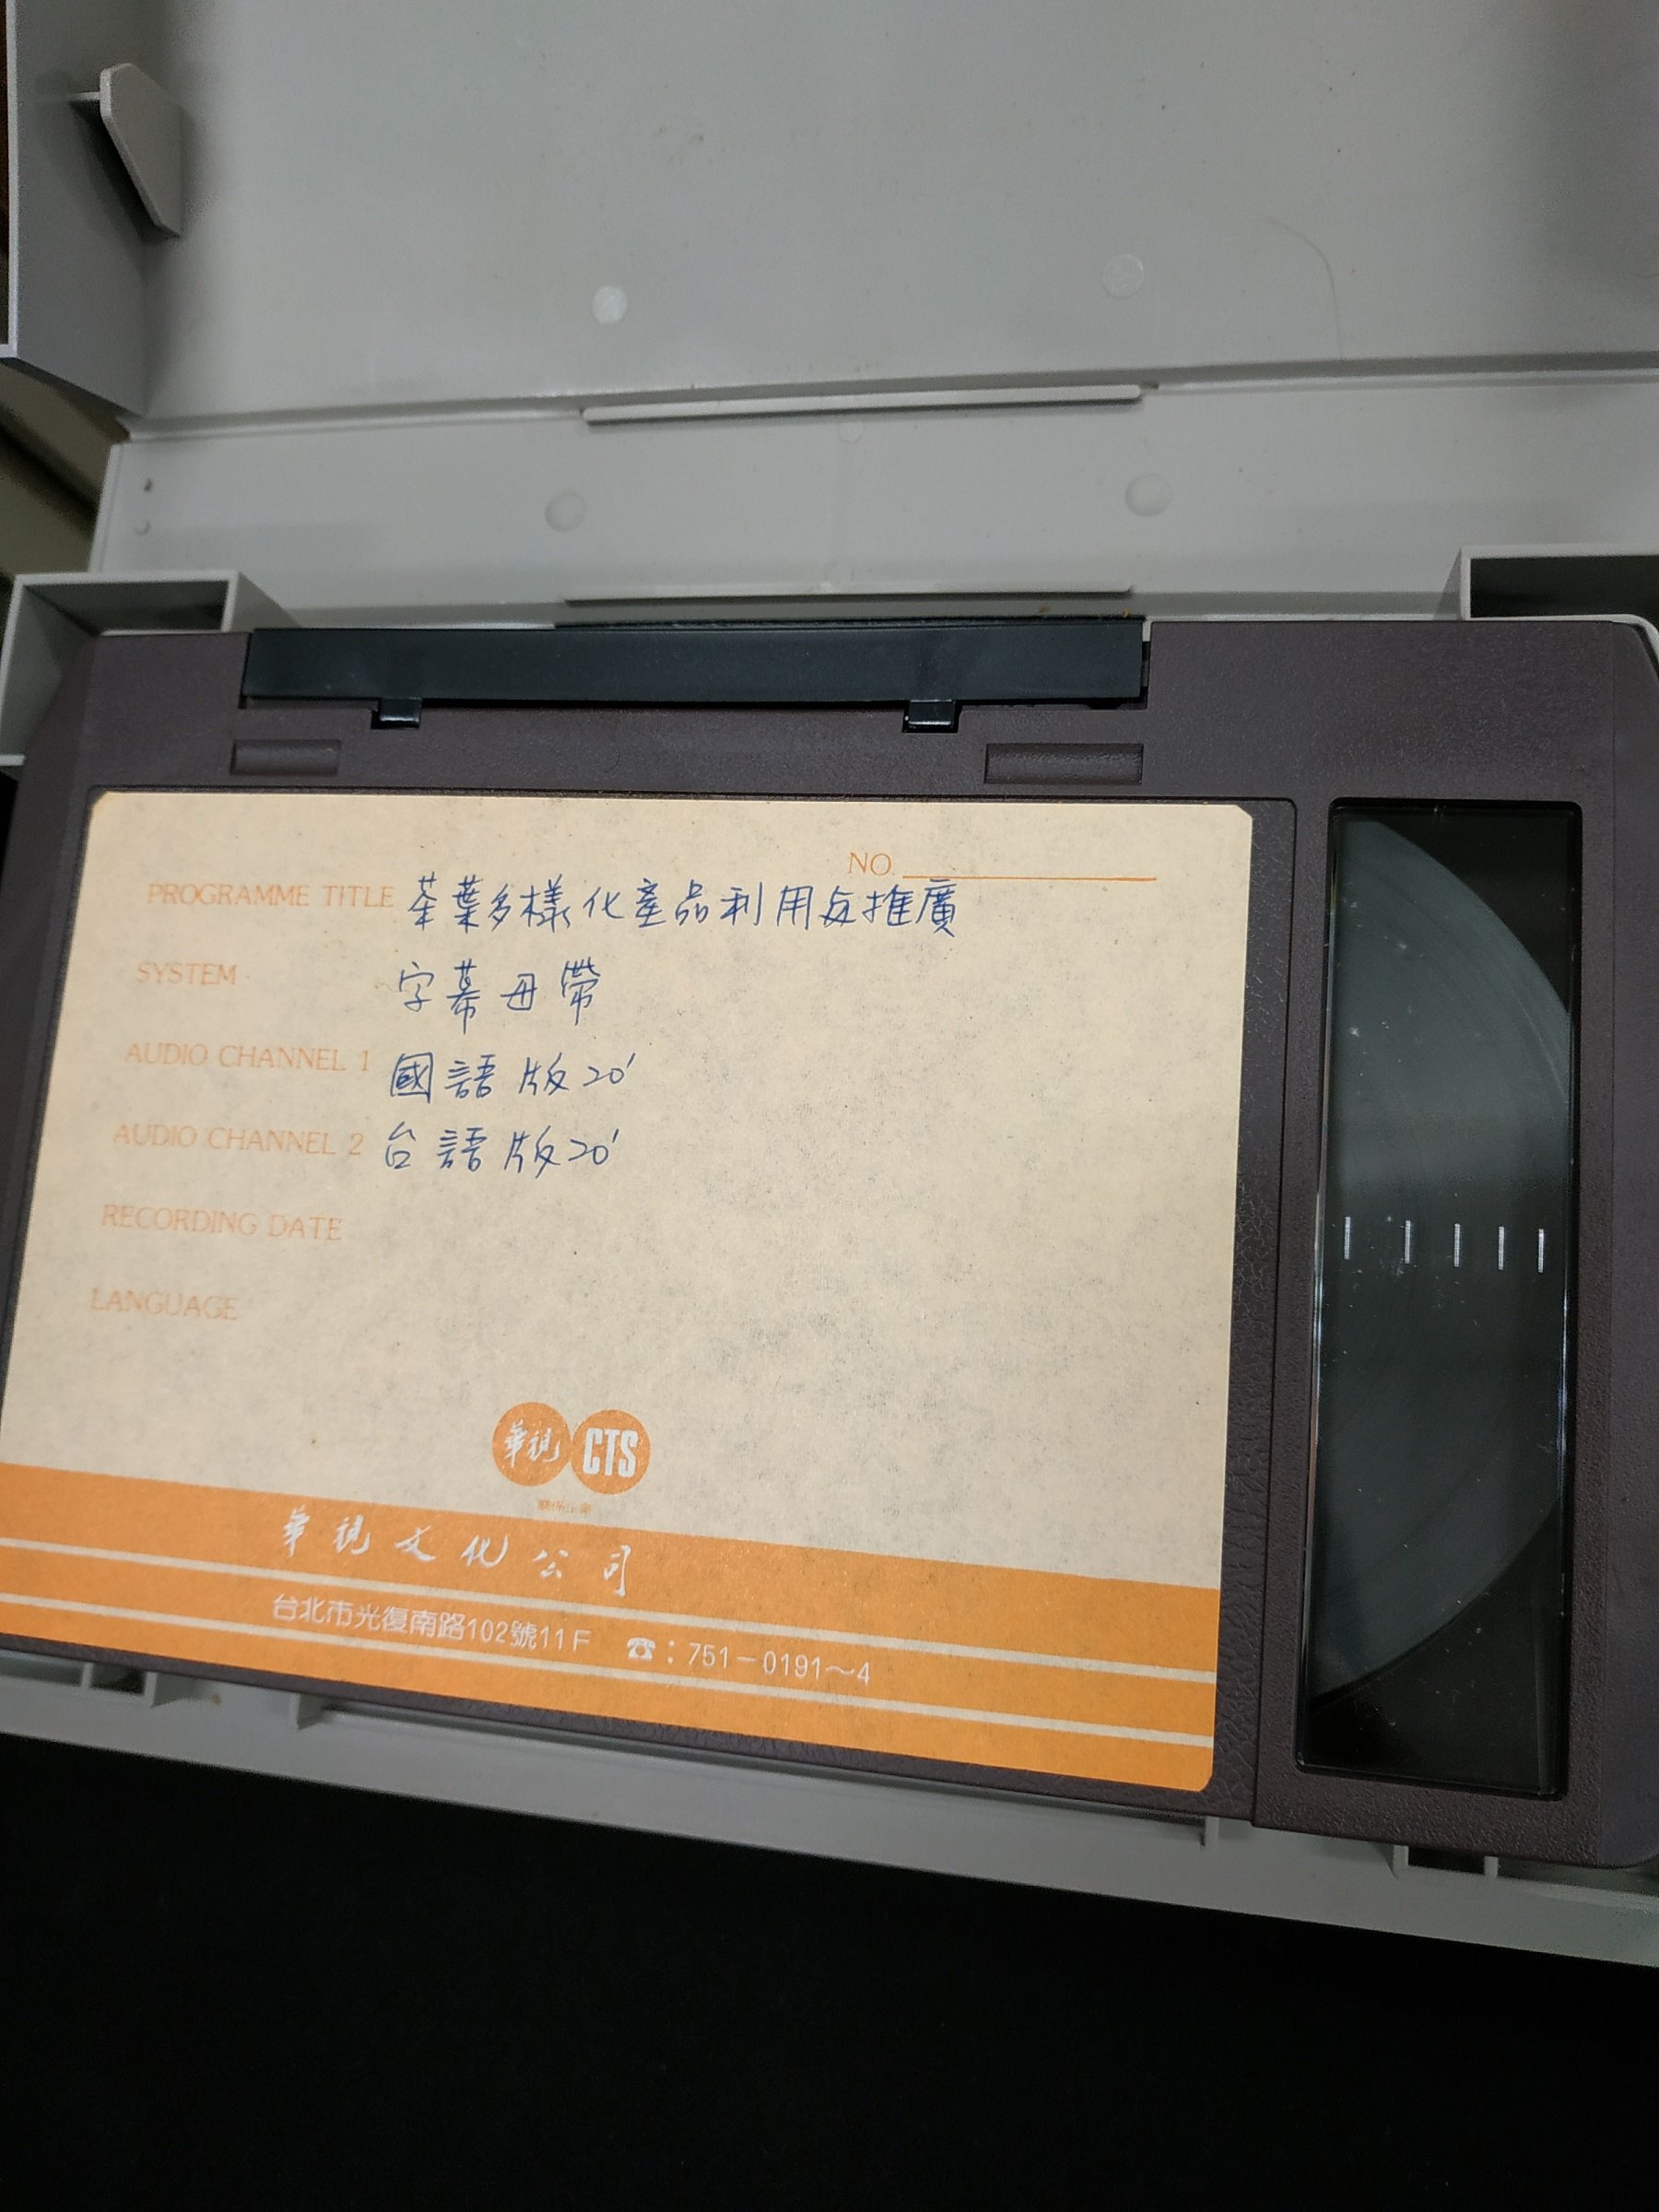 NO.
PROGRAMME TITLE 茶葉多樣化產品利用与推廣
SYSTEM 字幕母帶
AUDIO CHANNEL 1 國語版20'
AUDIO CHANNEL 2 台語版20'
RECORDING DATE
LANGUAGE
華視 CTS
華視文化公司
台北市光復南路102號11F ☎：751－0191～4